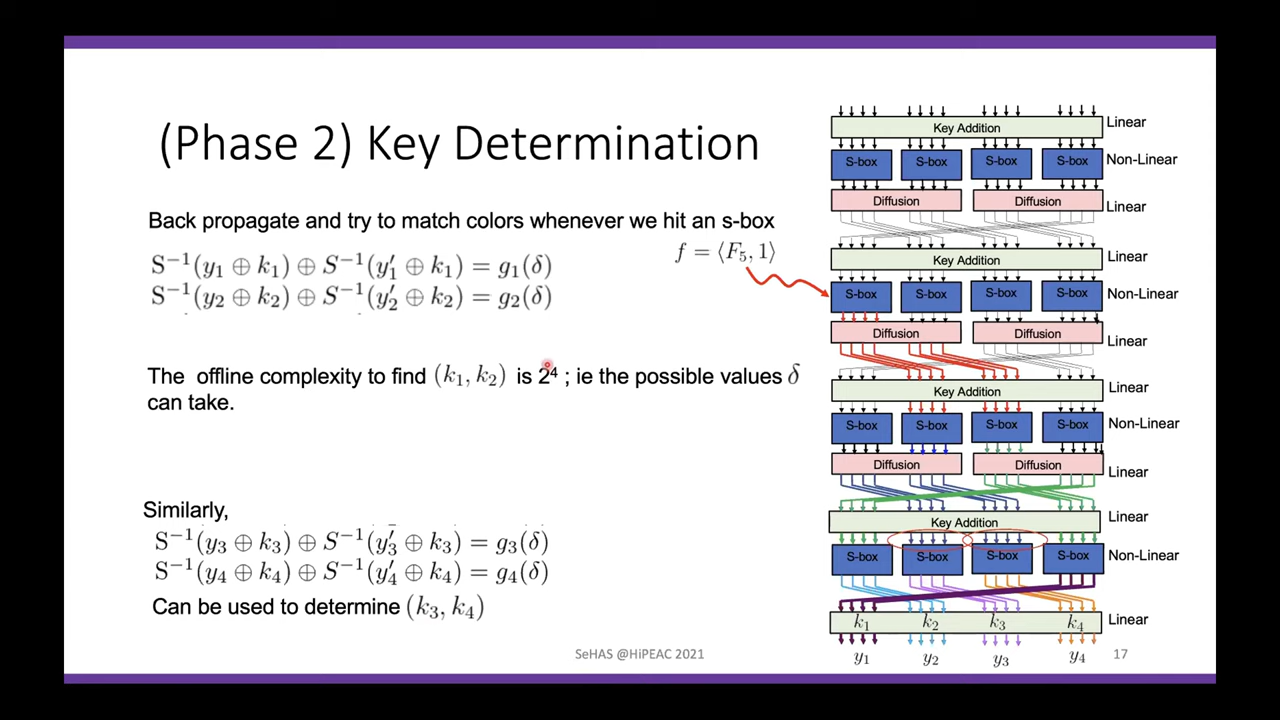 (Phase 2) Key Determination
Back propagate and try to match colors whenever we hit an s-box
S⁻¹(y₁ ⊕ k₁) ⊕ S⁻¹(y′₁ ⊕ k₁) = g₁(δ)
S⁻¹(y₂ ⊕ k₂) ⊕ S⁻¹(y′₂ ⊕ k₂) = g₂(δ)
f = ⟨F₅, 1⟩
The offline complexity to find (k₁, k₂) is 2⁴ ; ie the possible values δ
can take.
Similarly,
S⁻¹(y₃ ⊕ k₃) ⊕ S⁻¹(y′₃ ⊕ k₃) = g₃(δ)
S⁻¹(y₄ ⊕ k₄) ⊕ S⁻¹(y′₄ ⊕ k₄) = g₄(δ)
Can be used to determine (k₃, k₄)
Key Addition Linear
S-box S-box S-box S-box Non-Linear
Diffusion Diffusion Linear
Key Addition Linear
S-box S-box S-box S-box Non-Linear
Diffusion Diffusion Linear
Key Addition Linear
S-box S-box S-box S-box Non-Linear
Diffusion Diffusion Linear
Key Addition Linear
S-box S-box S-box S-box Non-Linear
k₁ k₂ k₃ k₄ Linear
y₁ y₂ y₃ y₄
SeHAS @HiPEAC 2021
17